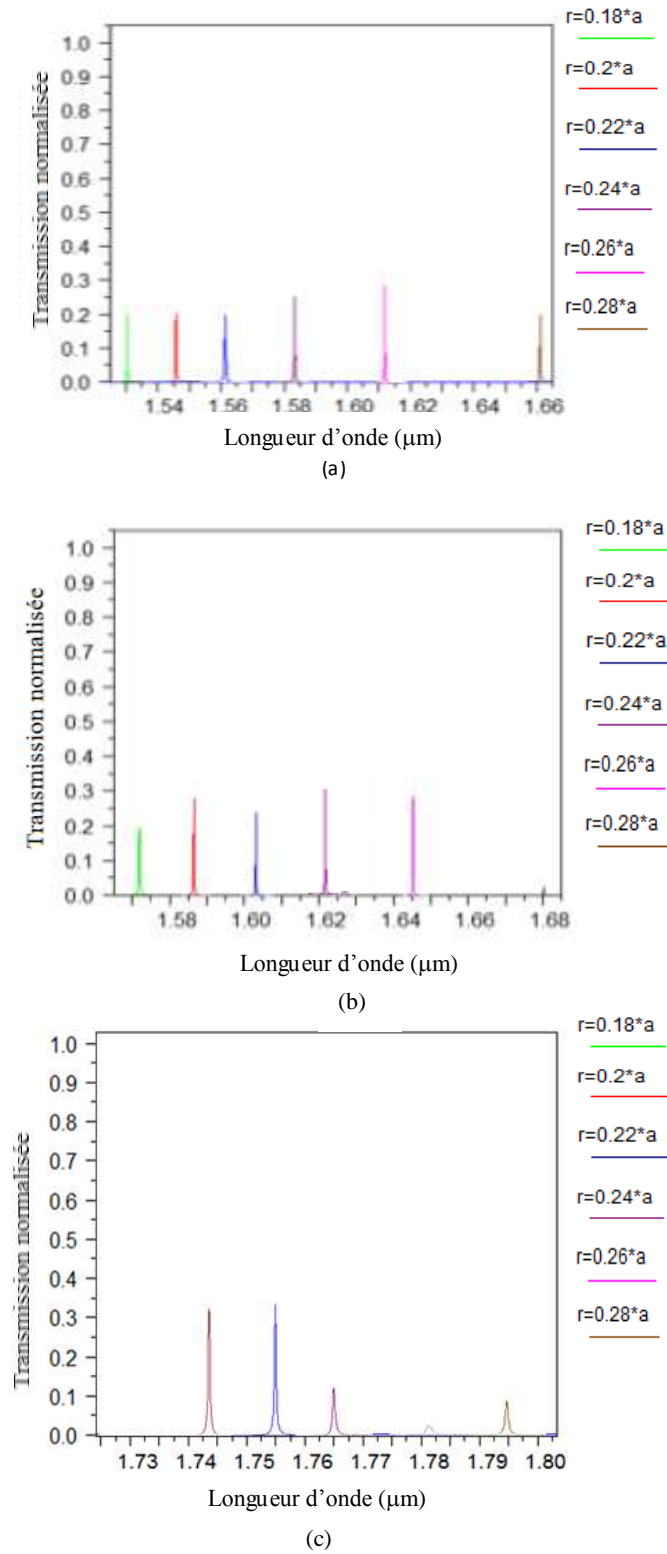 r=0.18*a
r=0.2*a
r=0.22*a
r=0.24*a
r=0.26*a
r=0.28*a
Transmission normalisée
1.0
0.9
0.8
0.7
0.6
0.5
0.4
0.3
0.2
0.1
0.0
1.54 1.56 1.58 1.60 1.62 1.64 1.66
Longueur d’onde (μm)
(a)
r=0.18*a
r=0.2*a
r=0.22*a
r=0.24*a
r=0.26*a
r=0.28*a
Transmission normalisée
1.0
0.9
0.8
0.7
0.6
0.5
0.4
0.3
0.2
0.1
0.0
1.58 1.60 1.62 1.64 1.66 1.68
Longueur d’onde (μm)
(b)
r=0.18*a
r=0.2*a
r=0.22*a
r=0.24*a
r=0.26*a
r=0.28*a
Transmission normalisée
1.0
0.9
0.8
0.7
0.6
0.5
0.4
0.3
0.2
0.1
0.0
1.73 1.74 1.75 1.76 1.77 1.78 1.79 1.80
Longueur d’onde (μm)
(c)